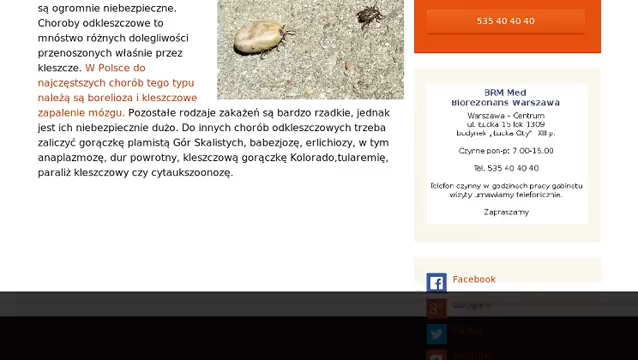 są ogromnie niebezpieczne.
Choroby odkleszczowe to
mnóstwo różnych dolegliwości
przenoszonych właśnie przez
kleszcze. W Polsce do
najczęstszych chorób tego typu
należą są borelioza i kleszczowe
zapalenie mózgu. Pozostałe rodzaje zakażeń są bardzo rzadkie, jednak
jest ich niebezpiecznie dużo. Do innych chorób odkleszczowych trzeba
zaliczyć gorączkę plamistą Gór Skalistych, babezjozę, erlichiozy, w tym
anaplazmozę, dur powrotny, kleszczową gorączkę Kolorado,tularemię,
paraliż kleszczowy czy cytaukszoonozę.
535 40 40 40
BRM Med
Biorezonans Warszawa
Warszawa - Centrum
ul. Łucka 15 lok 1309
budynek „Łucka City” XIII p.
Czynne pon-pt 7.00-15.00
Tel. 535 40 40 40
Telefon czynny w godzinach pracy gabinetu
wizyty umawiamy telefonicznie.
Zapraszamy
Facebook
Google+
Twitter